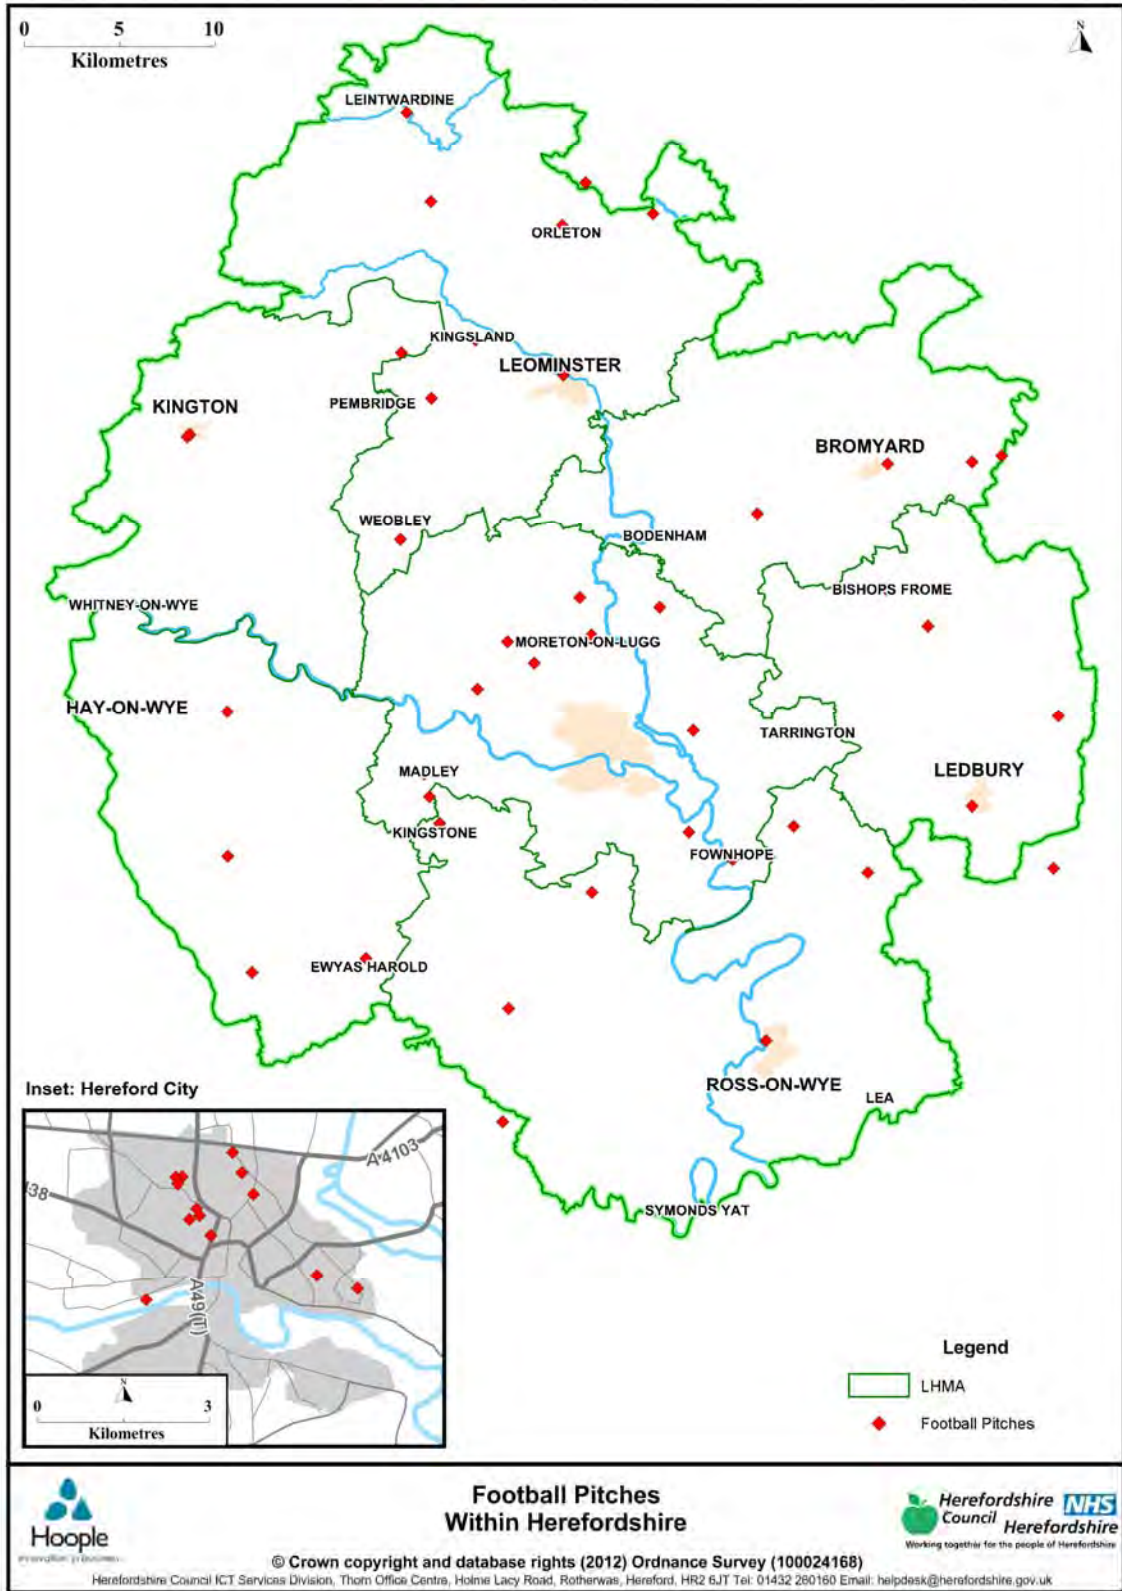 0 5 10
Kilometres
N
LEINTWARDINE
ORLETON
KINGSLAND
LEOMINSTER
PEMBRIDGE
KINGTON
BROMYARD
WEOBLEY
BODENHAM
BISHOPS FROME
WHITNEY-ON-WYE
MORETON-ON-LUGG
HAY-ON-WYE
TARRINGTON
MADLEY
LEDBURY
KINGSTONE
FOWNHOPE
EWYAS HAROLD
ROSS-ON-WYE
LEA
SYMONDS YAT
Inset: Hereford City
A4103
A49(T)
N
0 3
Kilometres
Legend
LHMA
Football Pitches
Hoople
Football Pitches
Within Herefordshire
Herefordshire Council
NHS
Herefordshire
Working together for the people of Herefordshire
© Crown copyright and database rights (2012) Ordnance Survey (100024168)
Herefordshire Council ICT Services Division, Thorn Office Centre, Holme Lacy Road, Rotherwas, Hereford, HR2 6JT Tel: 01432 260160 Email: helpdesk@herefordshire.gov.uk